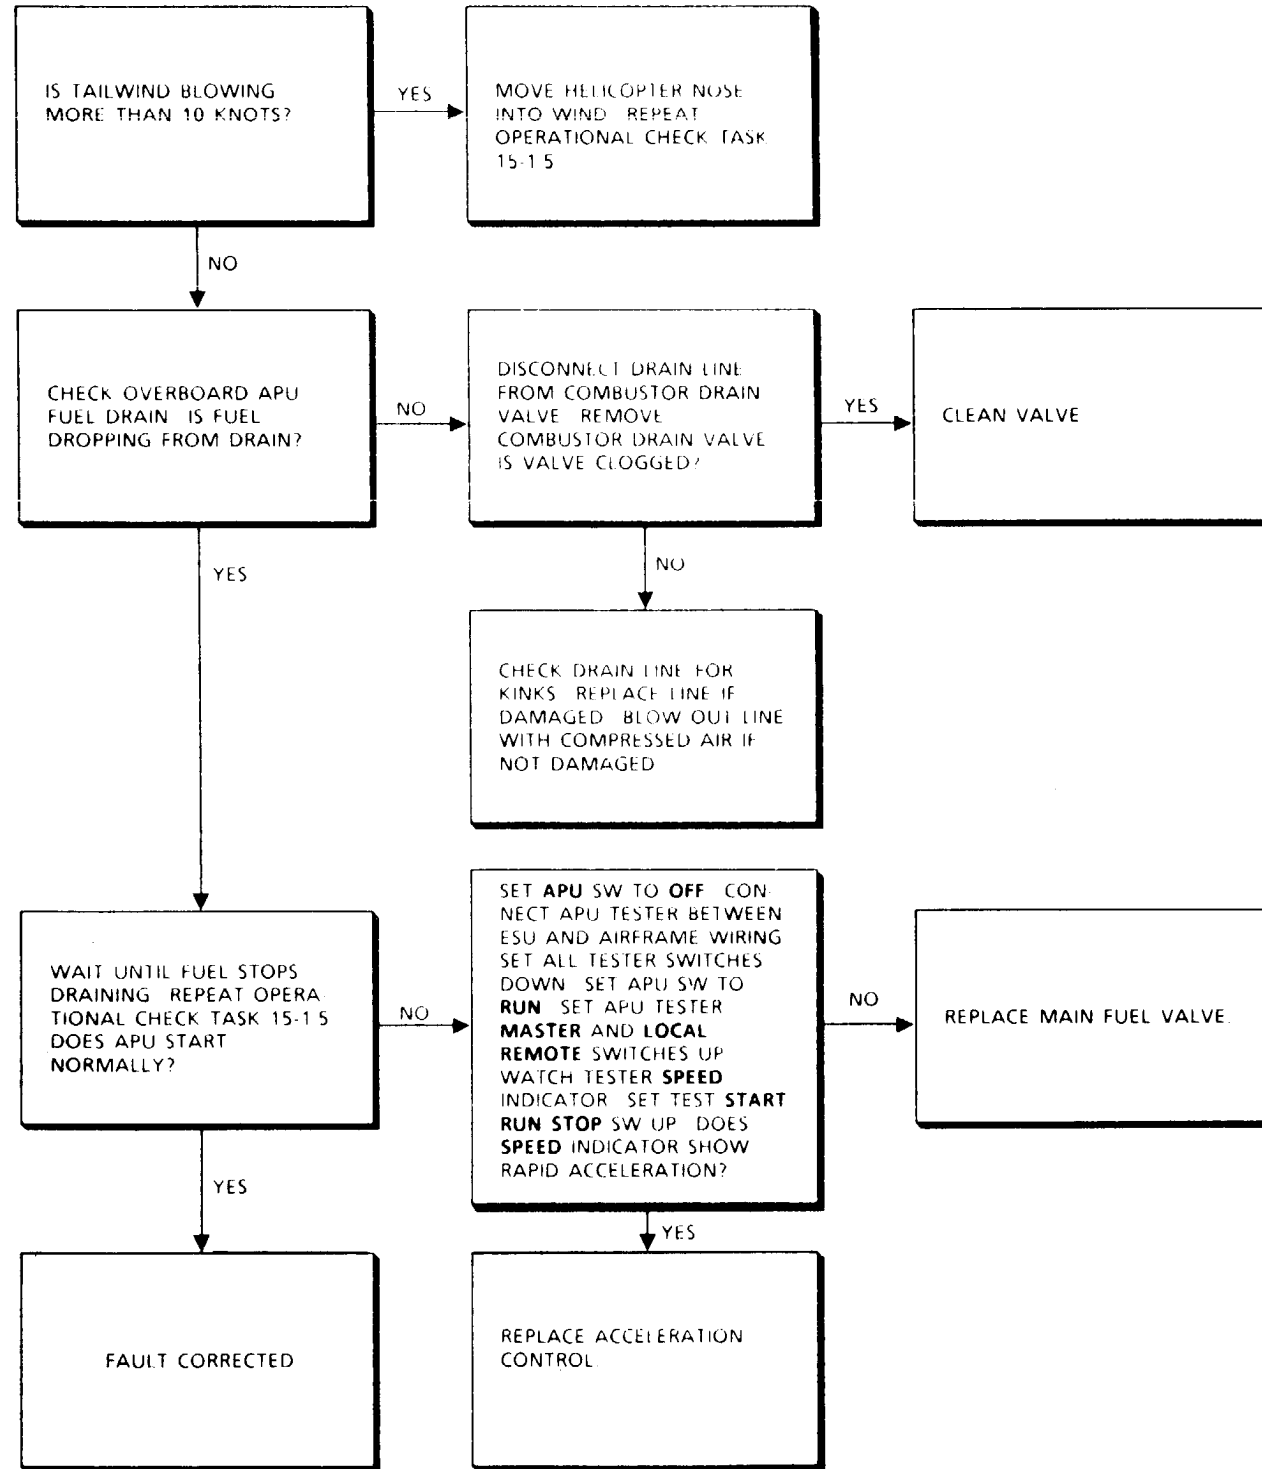 IS TAILWIND BLOWING
MORE THAN 10 KNOTS?
YES
MOVE HELICOPTER NOSE
INTO WIND REPEAT
OPERATIONAL CHECK TASK
15-1 5
NO
CHECK OVERBOARD APU
FUEL DRAIN IS FUEL
DROPPING FROM DRAIN?
NO
DISCONNECT DRAIN LINE
FROM COMBUSTOR DRAIN
VALVE REMOVE
COMBUSTOR DRAIN VALVE
IS VALVE CLOGGED?
YES
CLEAN VALVE
YES
NO
CHECK DRAIN LINE FOR
KINKS REPLACE LINE IF
DAMAGED BLOW OUT LINE
WITH COMPRESSED AIR IF
NOT DAMAGED
WAIT UNTIL FUEL STOPS
DRAINING REPEAT OPERA
TIONAL CHECK TASK 15-1 5
DOES APU START
NORMALLY?
NO
SET APU SW TO OFF CON-
NECT APU TESTER BETWEEN
ESU AND AIRFRAME WIRING
SET ALL TESTER SWITCHES
DOWN SET APU SW TO
RUN SET APU TESTER
MASTER AND LOCAL
REMOTE SWITCHES UP
WATCH TESTER SPEED
INDICATOR SET TEST START
RUN STOP SW UP DOES
SPEED INDICATOR SHOW
RAPID ACCELERATION?
NO
REPLACE MAIN FUEL VALVE.
YES
YES
FAULT CORRECTED
REPLACE ACCELERATION
CONTROL